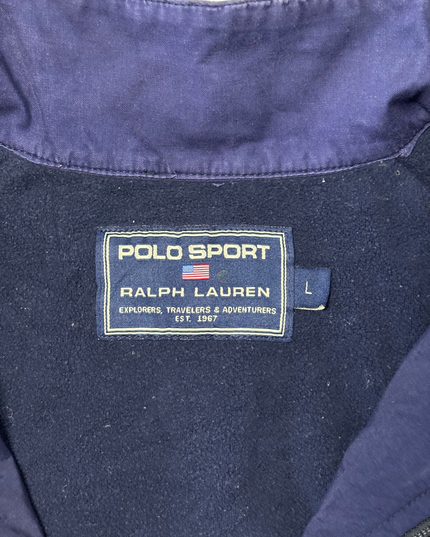 POLO SPORT
RALPH LAUREN
EXPLORERS, TRAVELERS & ADVENTURERS
EST. 1967
L